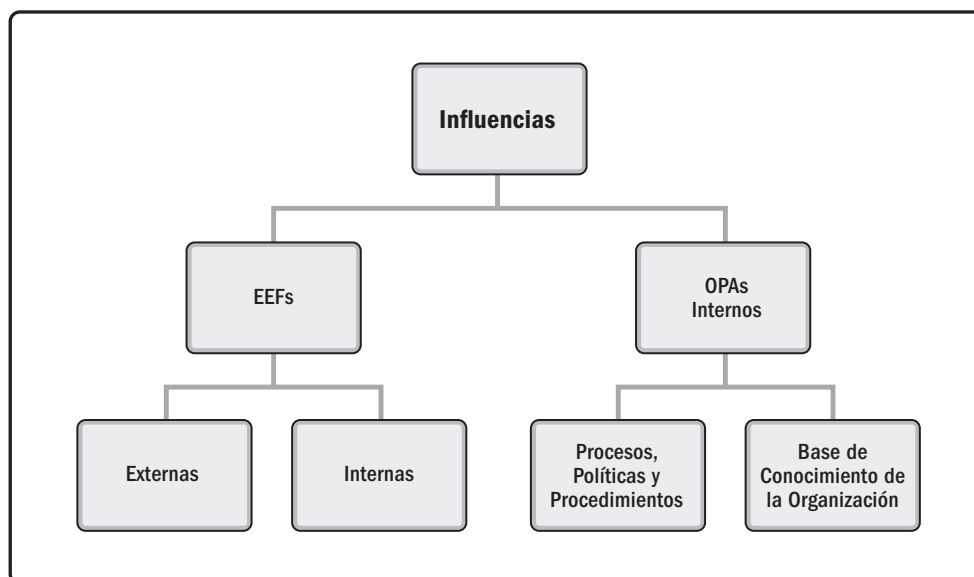 Influencias
EEFs
OPAs
Internos
Externas
Internas
Procesos,
Políticas y
Procedimientos
Base de
Conocimiento de
la Organización